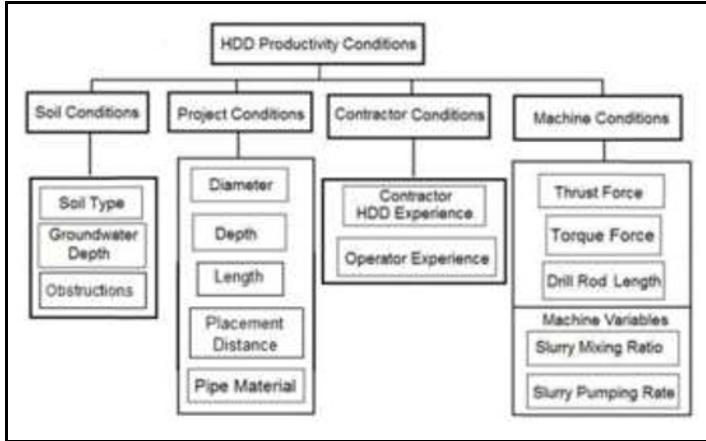 HDD Productivity Conditions
Soil Conditions
Project Conditions
Contractor Conditions
Machine Conditions
Soil Type
Groundwater
Depth
Obstructions
Diameter
Depth
Length
Placement
Distance
Pipe Material
Contractor
HDD Experience
Operator Experience
Thrust Force
Torque Force
Drill Rod Length
Machine Variables
Slurry Mixing Ratio
Slurry Pumping Rate